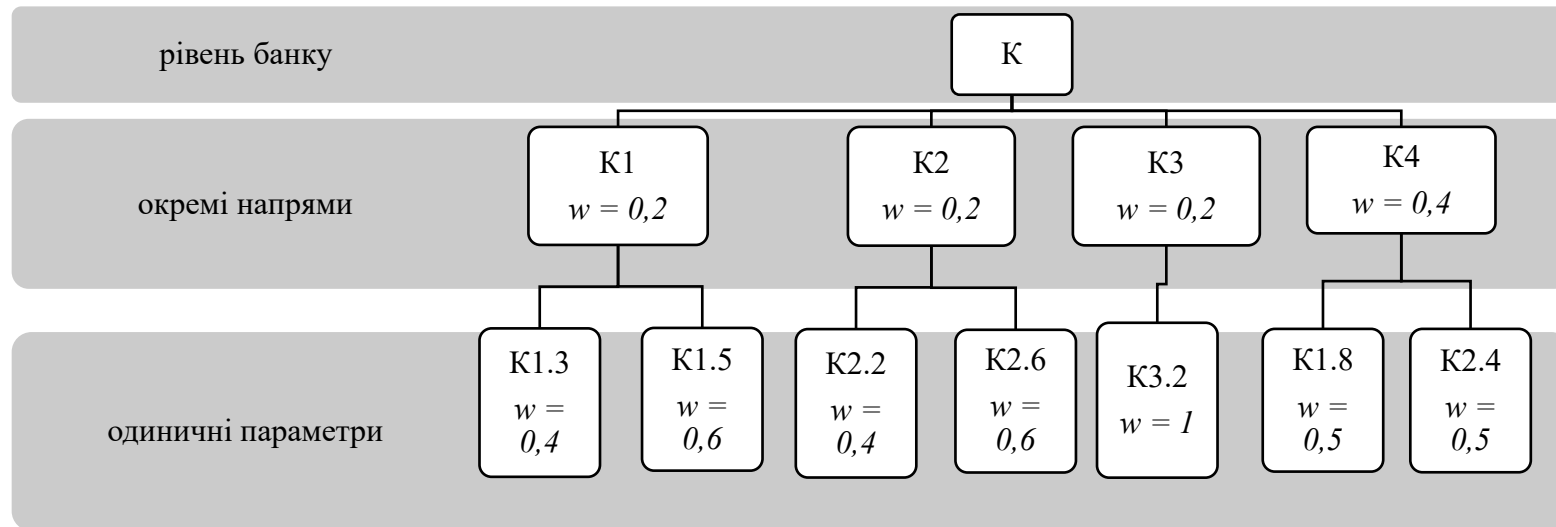 рівень банку
К
окремі напрями
К1
w = 0,2
К2
w = 0,2
К3
w = 0,2
К4
w = 0,4
одиничні параметри
К1.3
w =
0,4
К1.5
w =
0,6
К2.2
w =
0,4
К2.6
w =
0,6
К3.2
w = 1
К1.8
w =
0,5
К2.4
w =
0,5